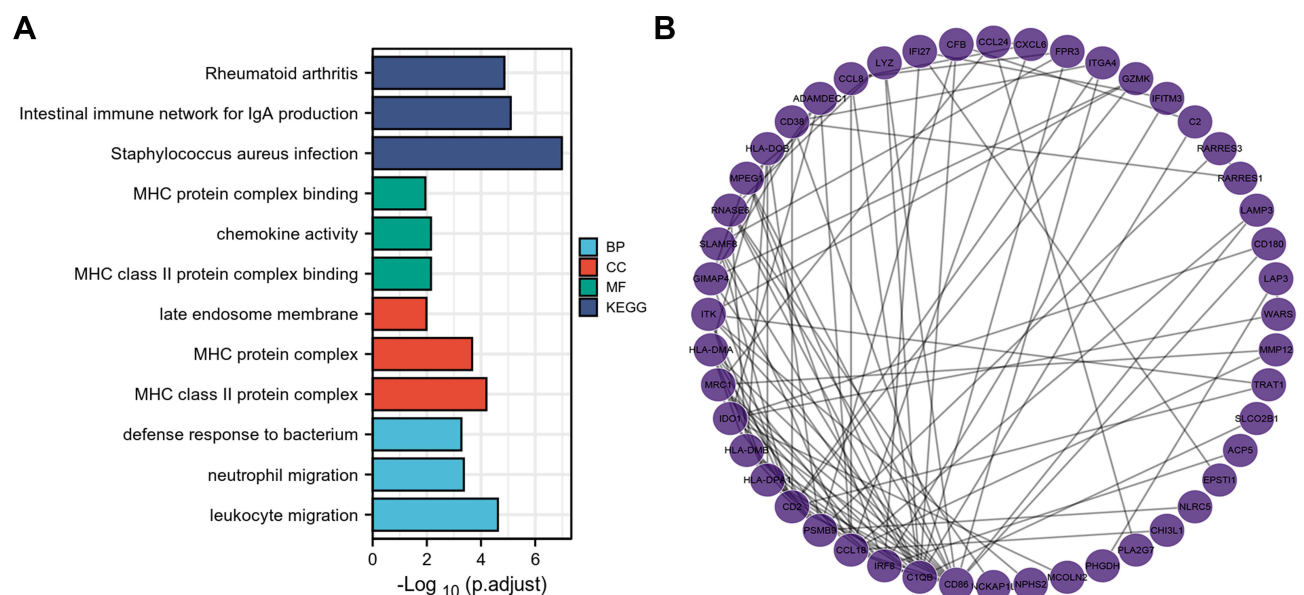 A
Rheumatoid arthritis
Intestinal immune network for IgA production
Staphylococcus aureus infection
MHC protein complex binding
chemokine activity
MHC class II protein complex binding
late endosome membrane
MHC protein complex
MHC class II protein complex
defense response to bacterium
neutrophil migration
leukocyte migration
0 2 4 6
-Log 10 (p.adjust)
BP
CC
MF
KEGG
B
CCL24
CXCL6
FPR3
ITGA4
GZMK
IFITM3
C2
RARRES3
RARRES1
LAMP3
CD180
LAP3
WARS
MMP12
TRAT1
SLCO2B1
ACP5
EPSTI1
NLRC5
CHI3L1
PLA2G7
PHGDH
MCOLN2
NPHS2
NCKAP1L
CD86
C1QB
IRF8
CCL18
PSMB9
CD2
HLA-DPA1
HLA-DMB
IDO1
MRC1
HLA-DMA
ITK
GIMAP4
SLAMF8
RNASE6
MPEG1
HLA-DOB
CD38
ADAMDEC1
CCL8
LYZ
IFI27
CFB